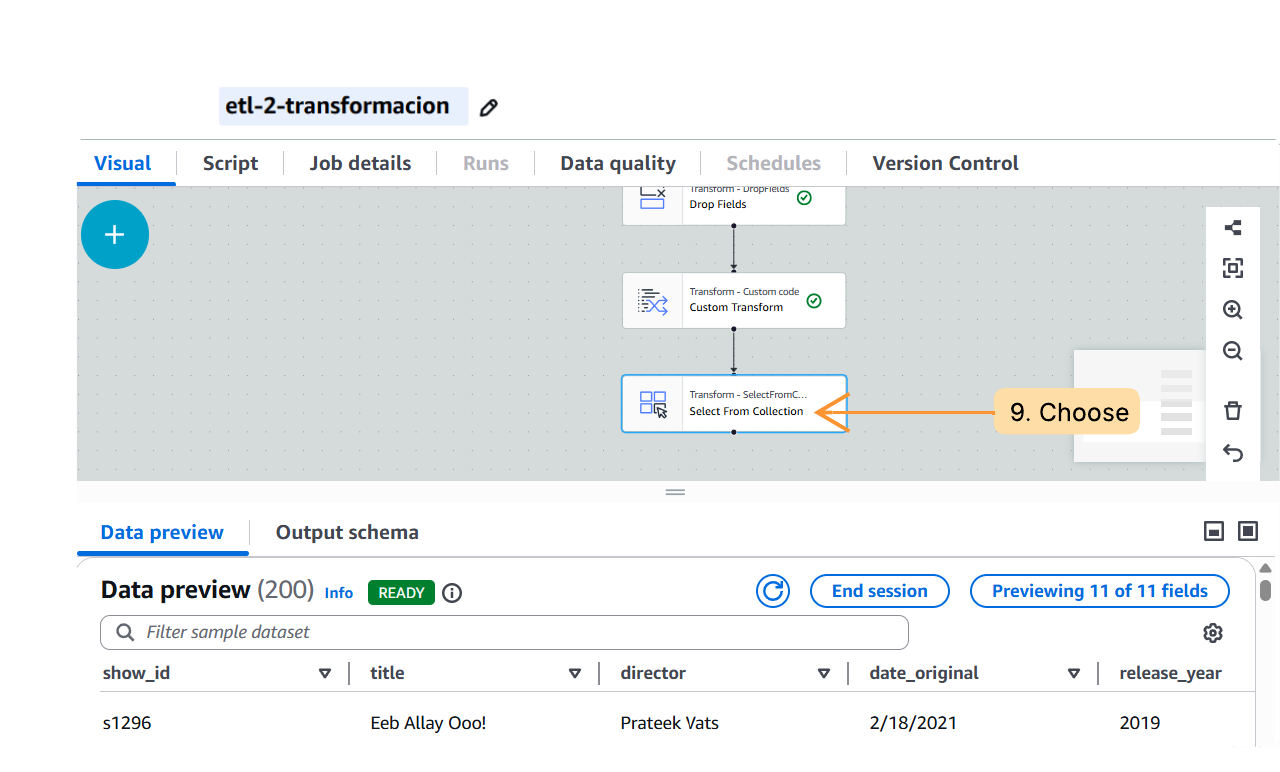 etl-2-transformacion
Visual
Script
Job details
Runs
Data quality
Schedules
Version Control
Transform - DropFields
Drop Fields
Transform - Custom code
Custom Transform
Transform - SelectFromC...
Select From Collection
9. Choose
Data preview
Output schema
Data preview (200) Info READY
End session
Previewing 11 of 11 fields
Filter sample dataset
show_id title director date_original release_year
s1296 Eeb Allay Ooo! Prateek Vats 2/18/2021 2019